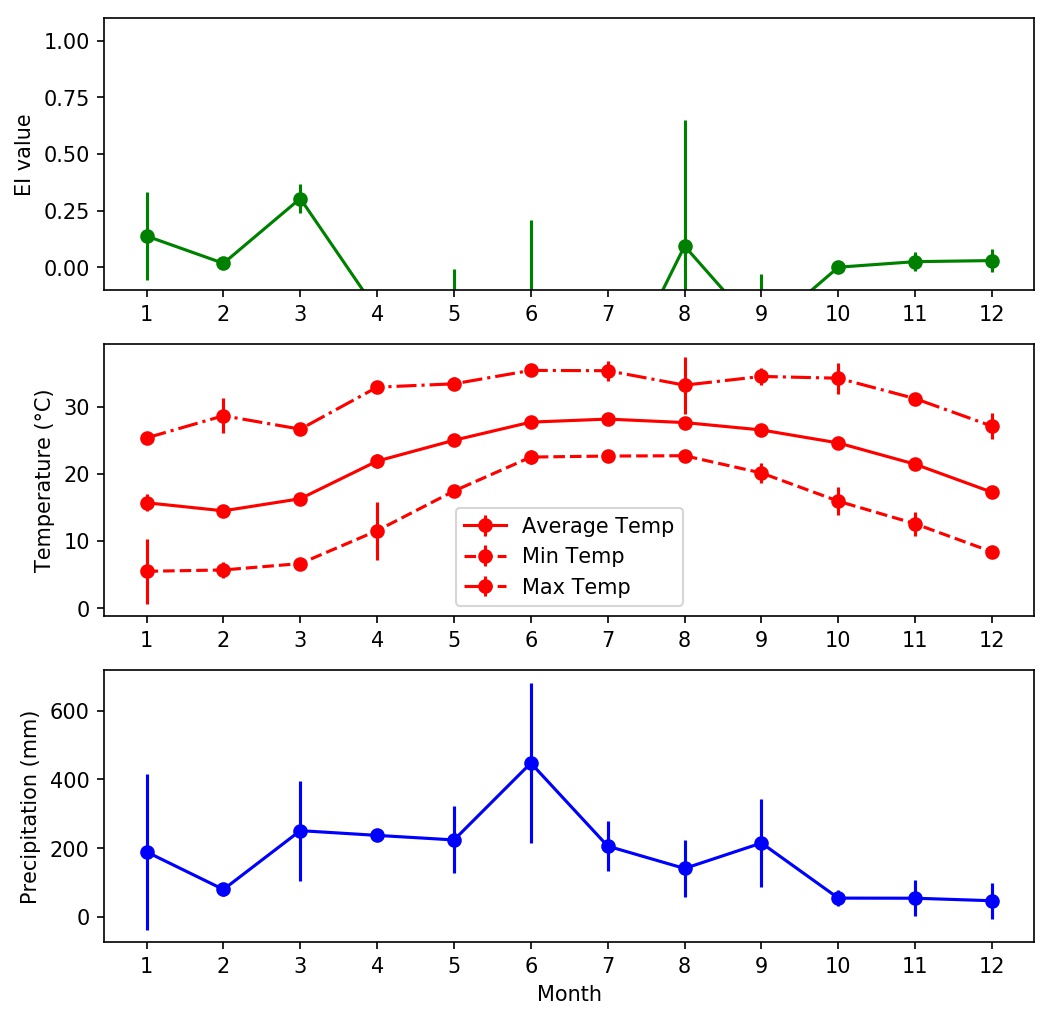 EI value
1.00
0.75
0.50
0.25
0.00
1 2 3 4 5 6 7 8 9 10 11 12
Temperature (°C)
30
20
10
0
Average Temp
Min Temp
Max Temp
1 2 3 4 5 6 7 8 9 10 11 12
Precipitation (mm)
600
400
200
0
1 2 3 4 5 6 7 8 9 10 11 12
Month